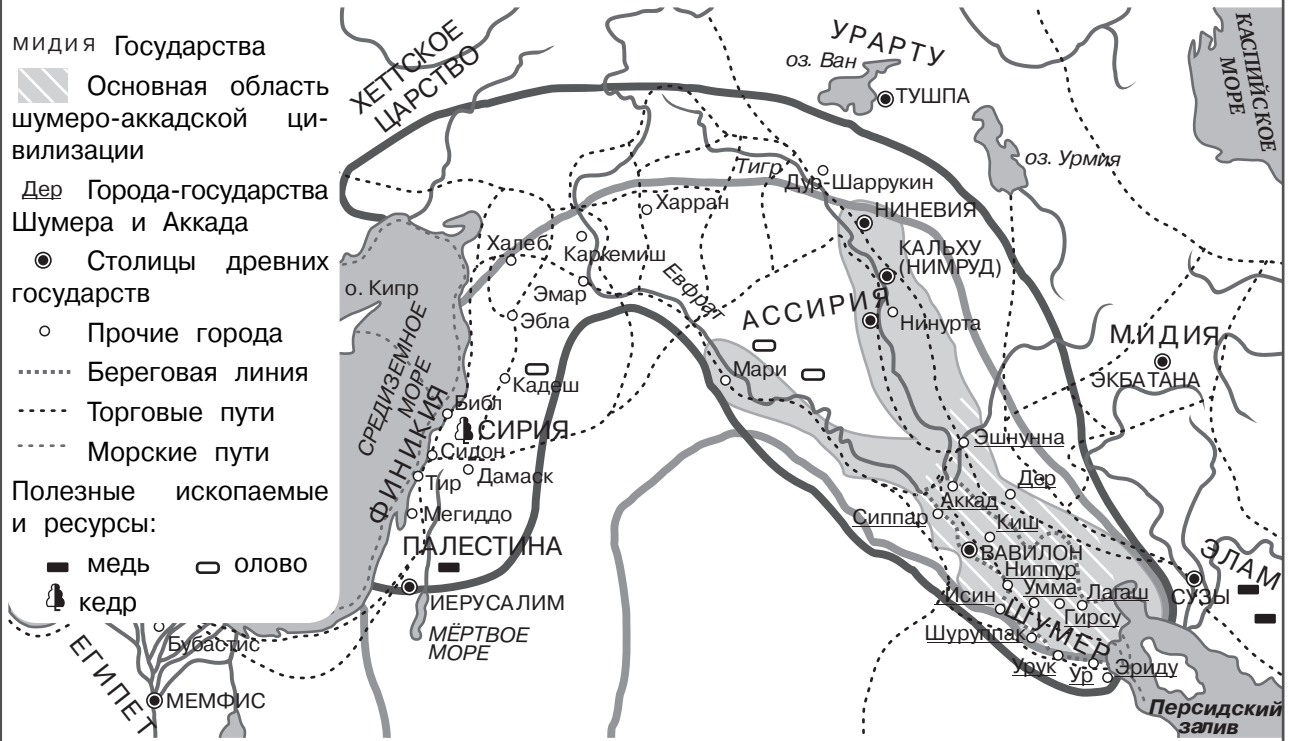 МИДИЯ Государства
Основная область
шумеро-аккадской ци-
вилизации
Дер Города-государства
Шумера и Аккада
Столицы древних
государств
Прочие города
Береговая линия
Торговые пути
Морские пути
Полезные ископаемые
и ресурсы:
медь олово
кедр
ХЕТТСКОЕ
ЦАРСТВО
УРАРТУ
оз. Ван
ТУШПА
КАСПИЙСКОЕ
МОРЕ
оз. Урмия
Тигр
Дур-Шаррукин
Харран
НИНЕВИЯ
Халеб
Каркемиш
КАЛЬХУ
(НИМРУД)
о. Кипр
Эмар
Евфрат
АССИРИЯ
Эбла
Нинурта
СРЕДИЗЕМНОЕ
МОРЕ
МИДИЯ
Мари
ЭКБАТАНА
Кадеш
Библ
ФИНИКИЯ
СИРИЯ
Сидон
Эшнунна
Тир
Дамаск
Дер
Аккад
Мегиддо
Сиппар
Киш
ПАЛЕСТИНА
ВАВИЛОН
ЭЛАМ
Ниппур
Умма
Лагаш
СУЗЫ
Исин
ИЕРУСАЛИМ
Гирсу
ШУМЕР
МЁРТВОЕ
МОРЕ
Шуруппак
Бубастис
Урук
Ур
Эриду
ЕГИПЕТ
МЕМФИС
Персидский
залив